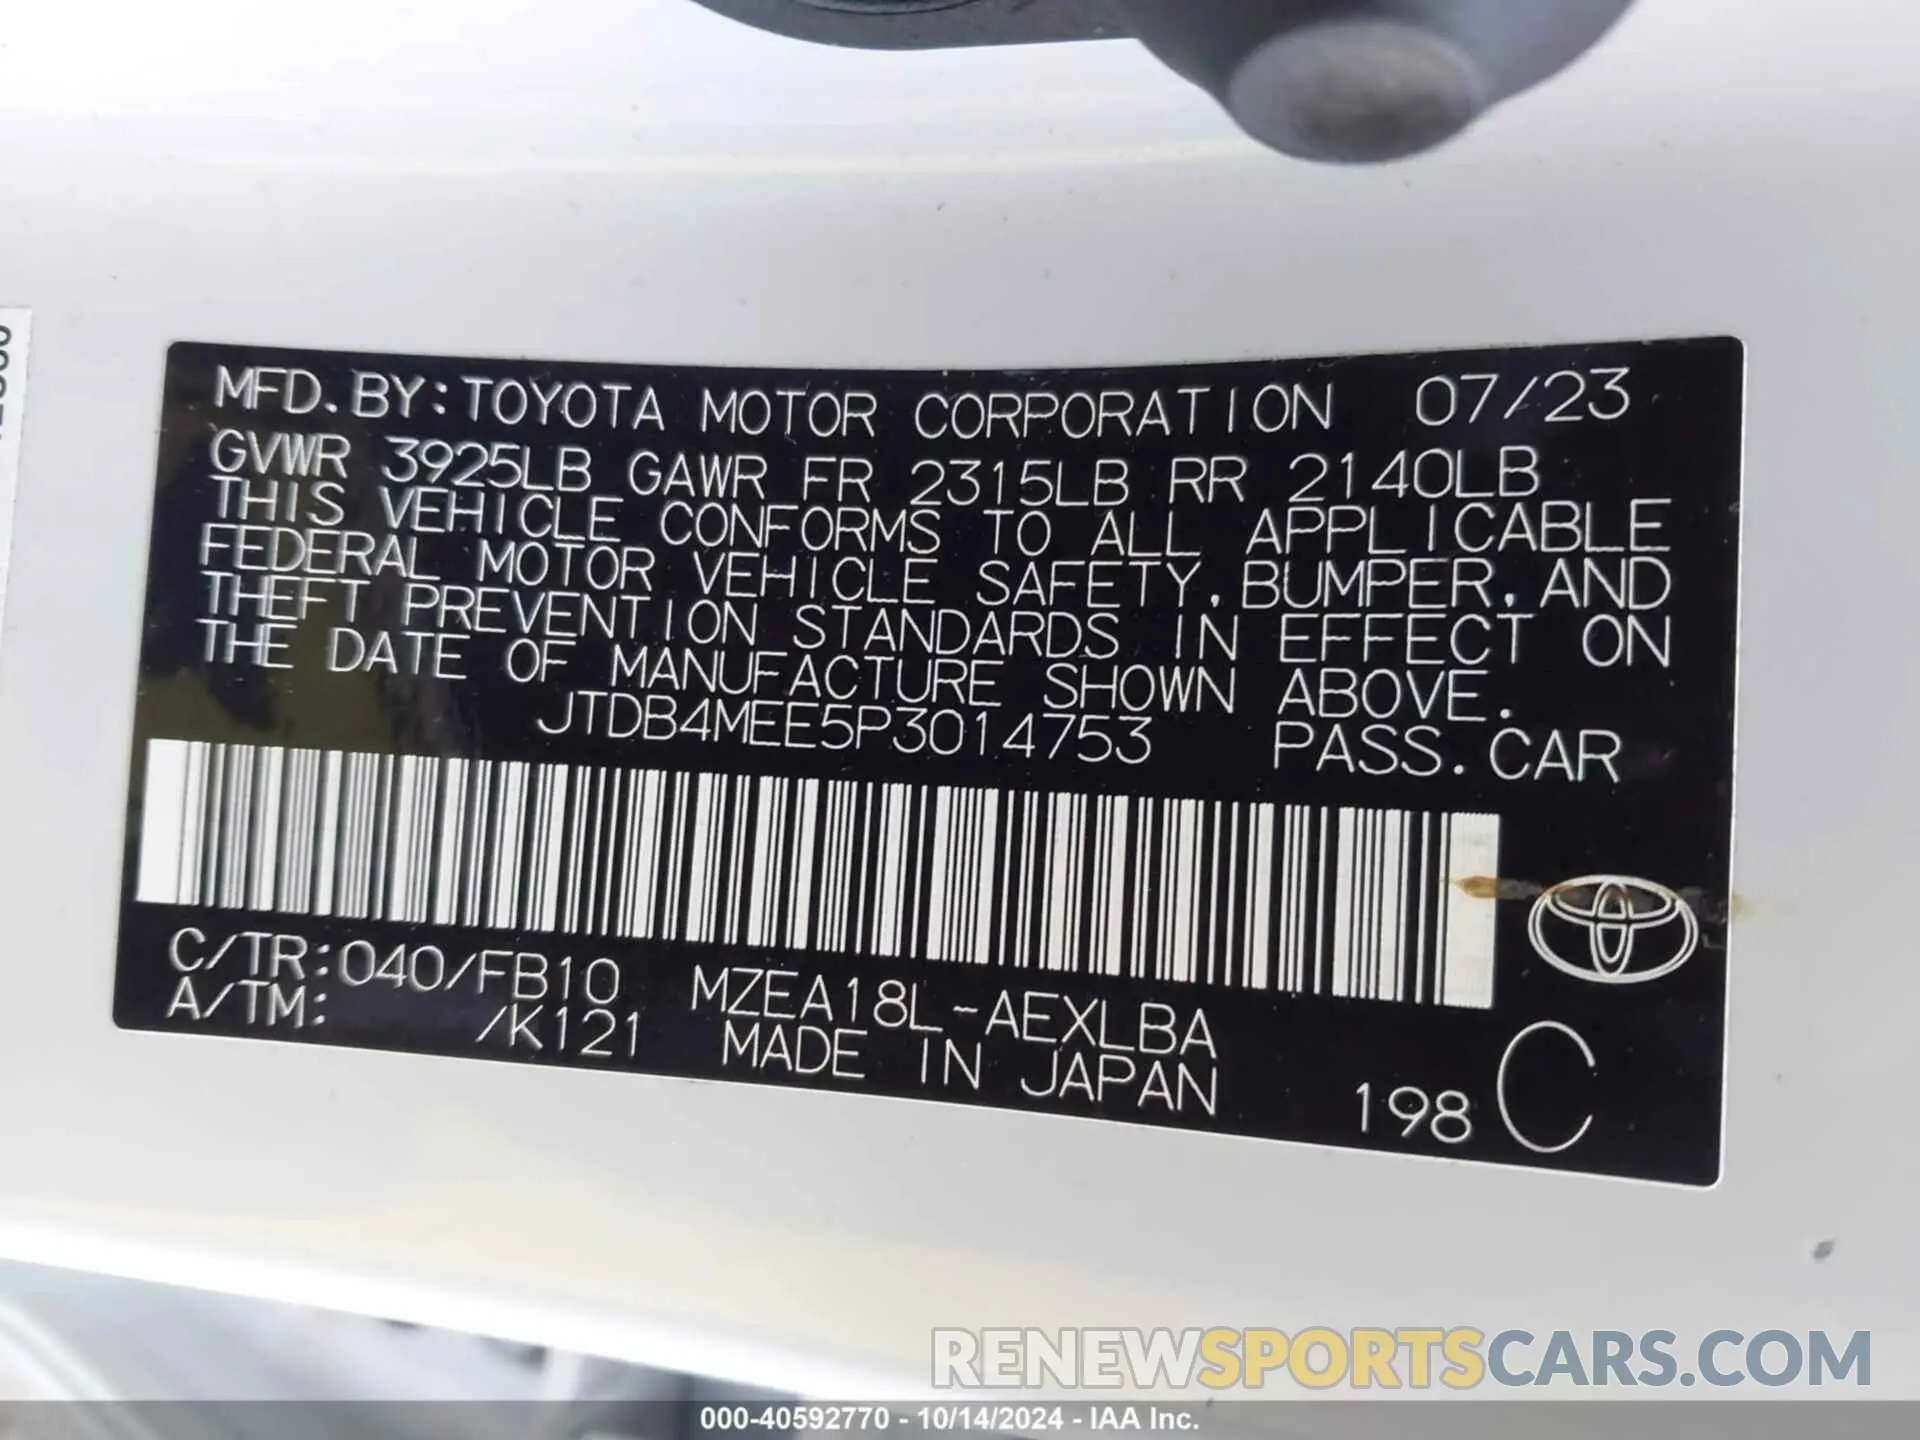 MFD. BY: TOYOTA MOTOR CORPORATION 07/23
GVWR 3925LB GAWR FR 2315LB RR 2140LB
THIS VEHICLE CONFORMS TO ALL APPLICABLE
FEDERAL MOTOR VEHICLE SAFETY, BUMPER, AND
THEFT PREVENTION STANDARDS IN EFFECT ON
THE DATE OF MANUFACTURE SHOWN ABOVE.
JTDB4MEE5P3014753 PASS. CAR
C/TR: 040/FB10 MZEA18L-AEXLBA
A/TM: /K121 MADE IN JAPAN
198 C
RENEWSPORTSCARS.COM
000-40592770 - 10/14/2024 - IAA Inc.